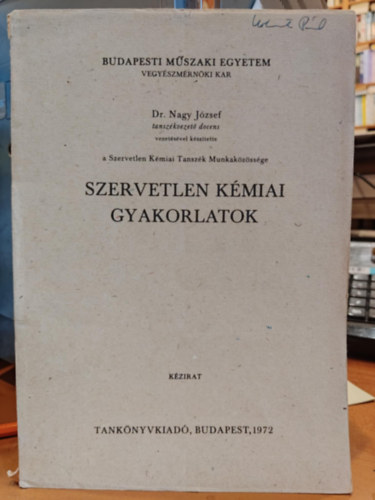 BUDAPESTI MŰSZAKI EGYETEM
VEGYÉSZMÉRNÖKI KAR
Dr. Nagy József
tanszékvezető docens
vezetésével készítette
a Szervetlen Kémiai Tanszék Munkaközössége
SZERVETLEN KÉMIAI
GYAKORLATOK
KÉZIRAT
TANKÖNYVKIADÓ, BUDAPEST, 1972